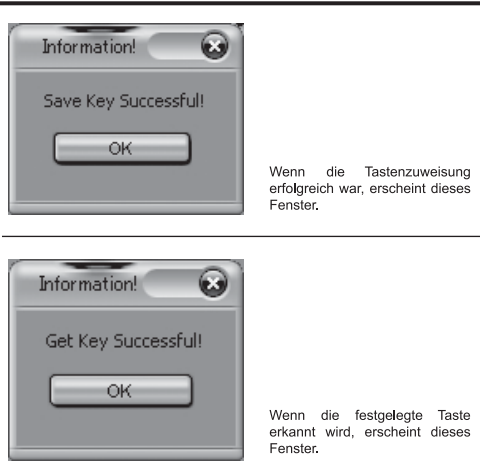 Information!
Save Key Successful!
OK
Wenn die Tastenzuweisung
erfolgreich war, erscheint dieses
Fenster.
Information!
Get Key Successful!
OK
Wenn die festgelegte Taste
erkannt wird, erscheint dieses
Fenster.